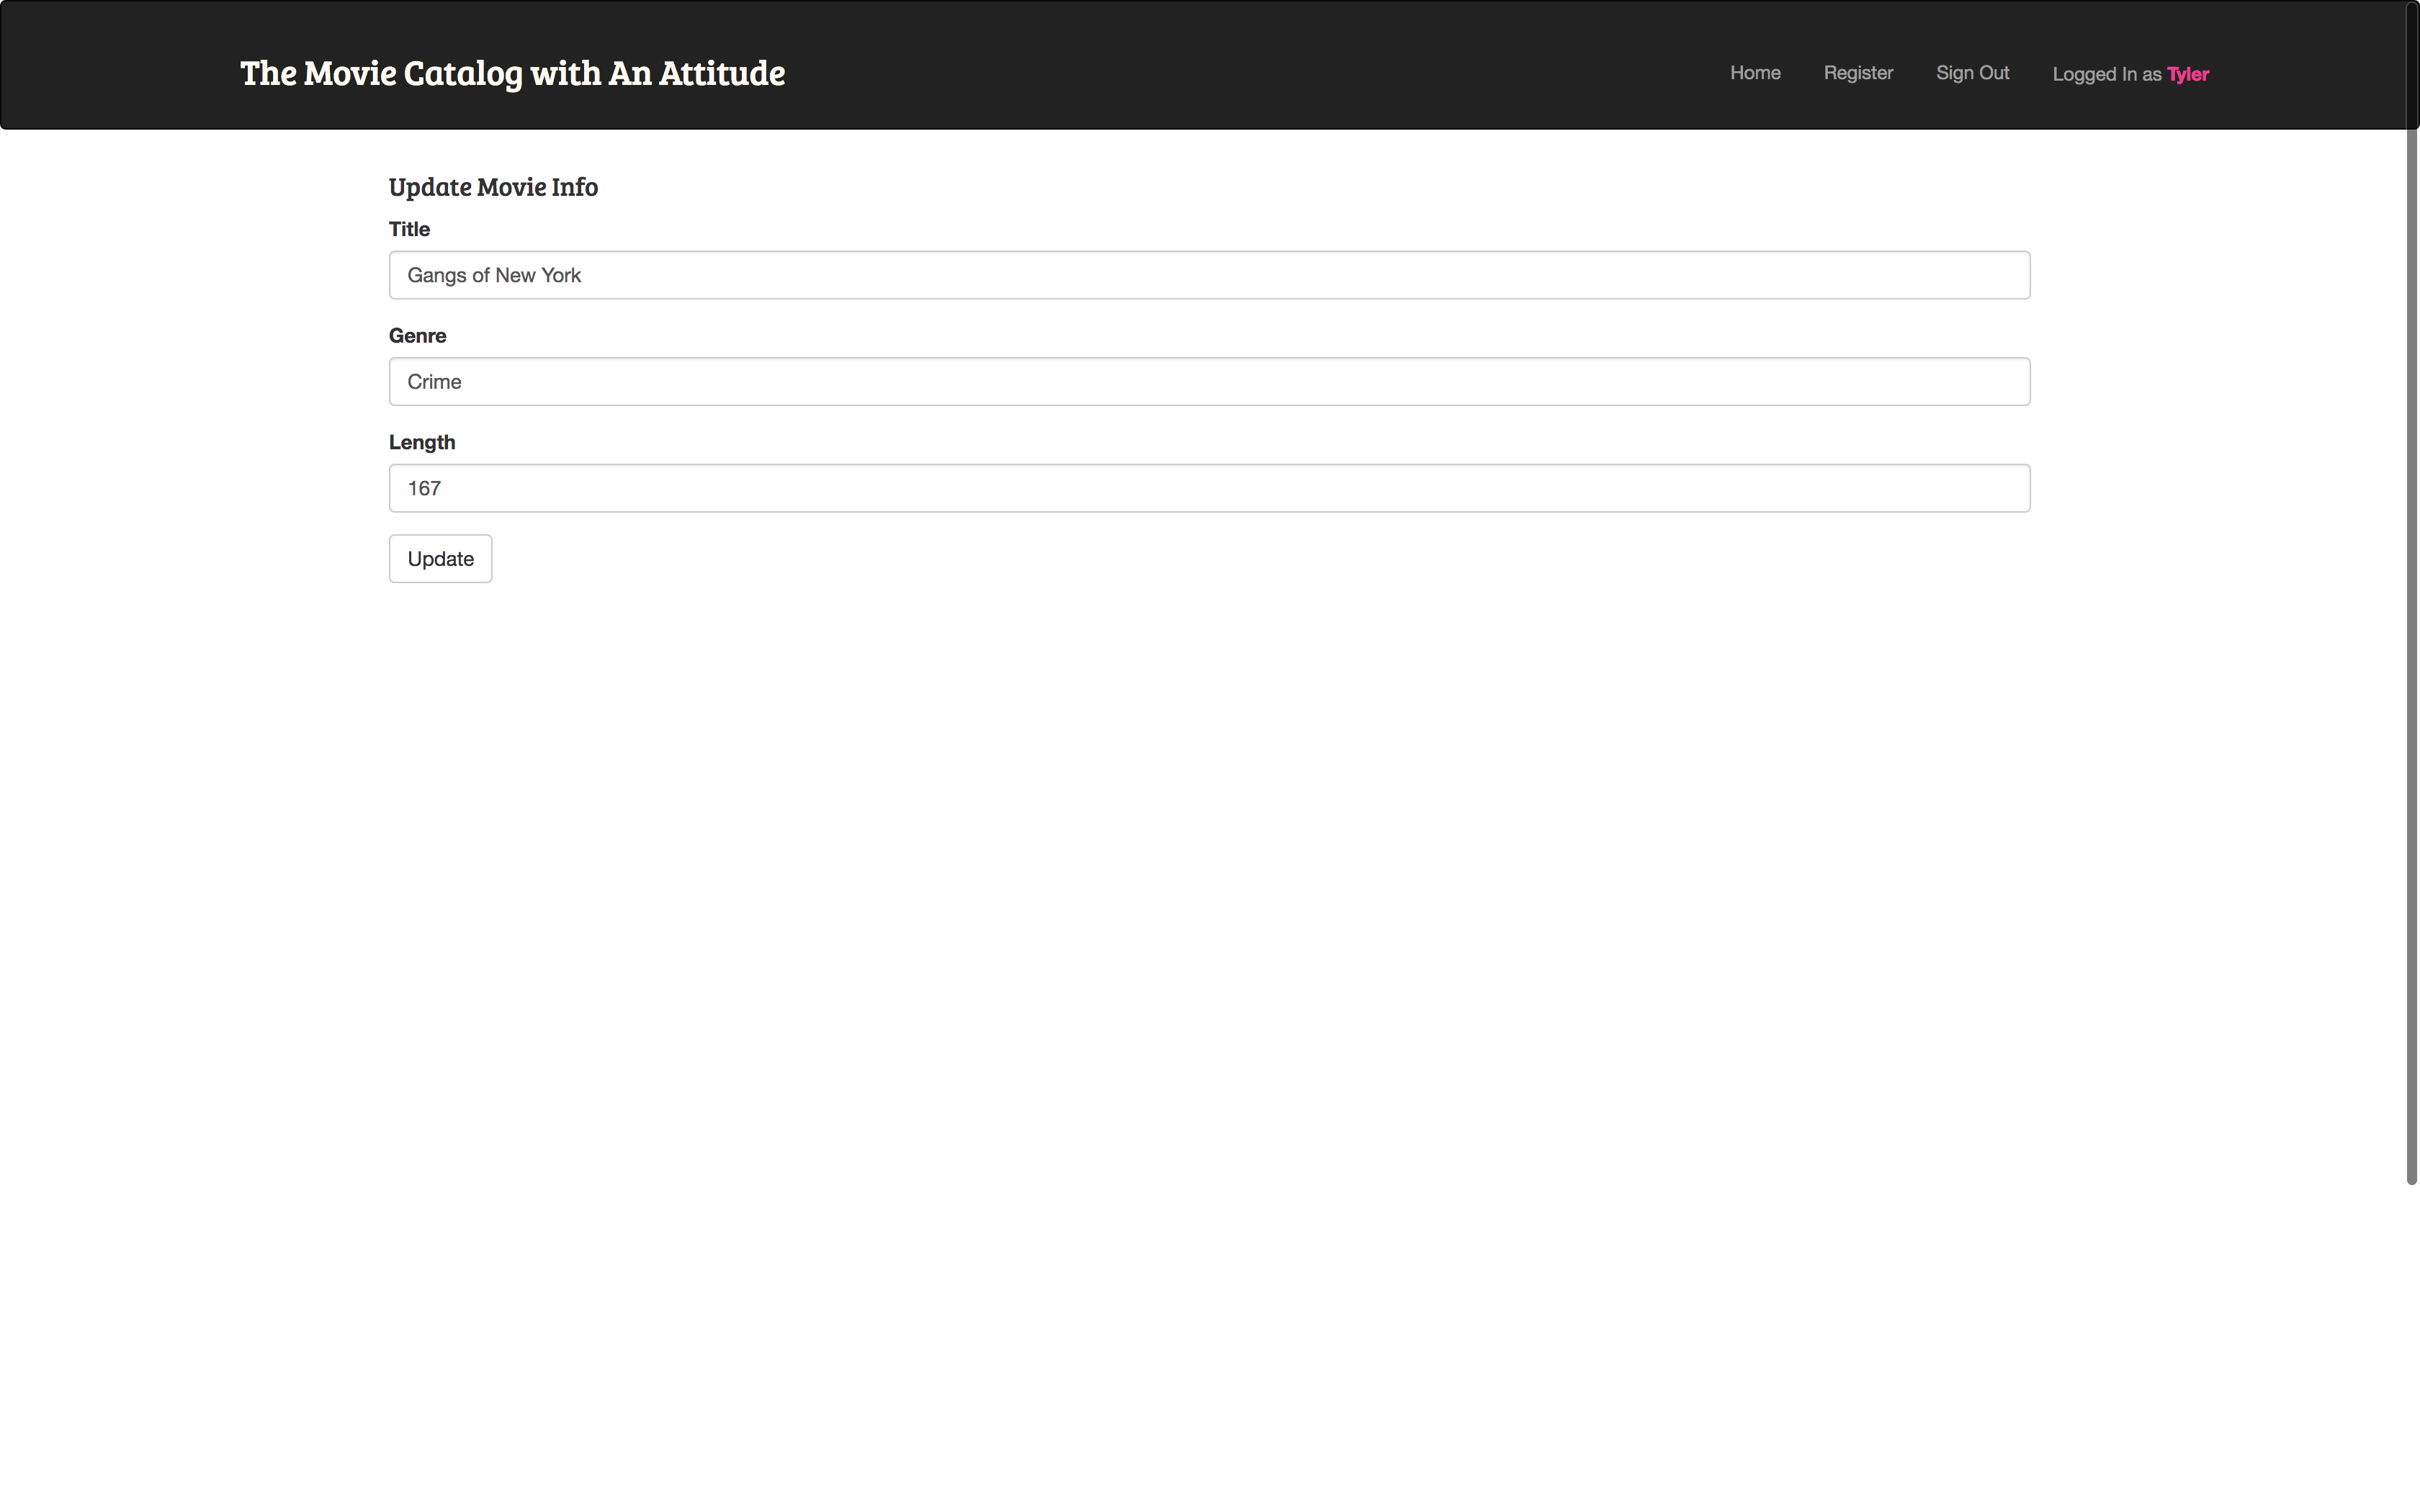 The Movie Catalog with An Attitude
Home Register Sign Out Logged In as Tyler
Update Movie Info
Title
Gangs of New York
Genre
Crime
Length
167
Update